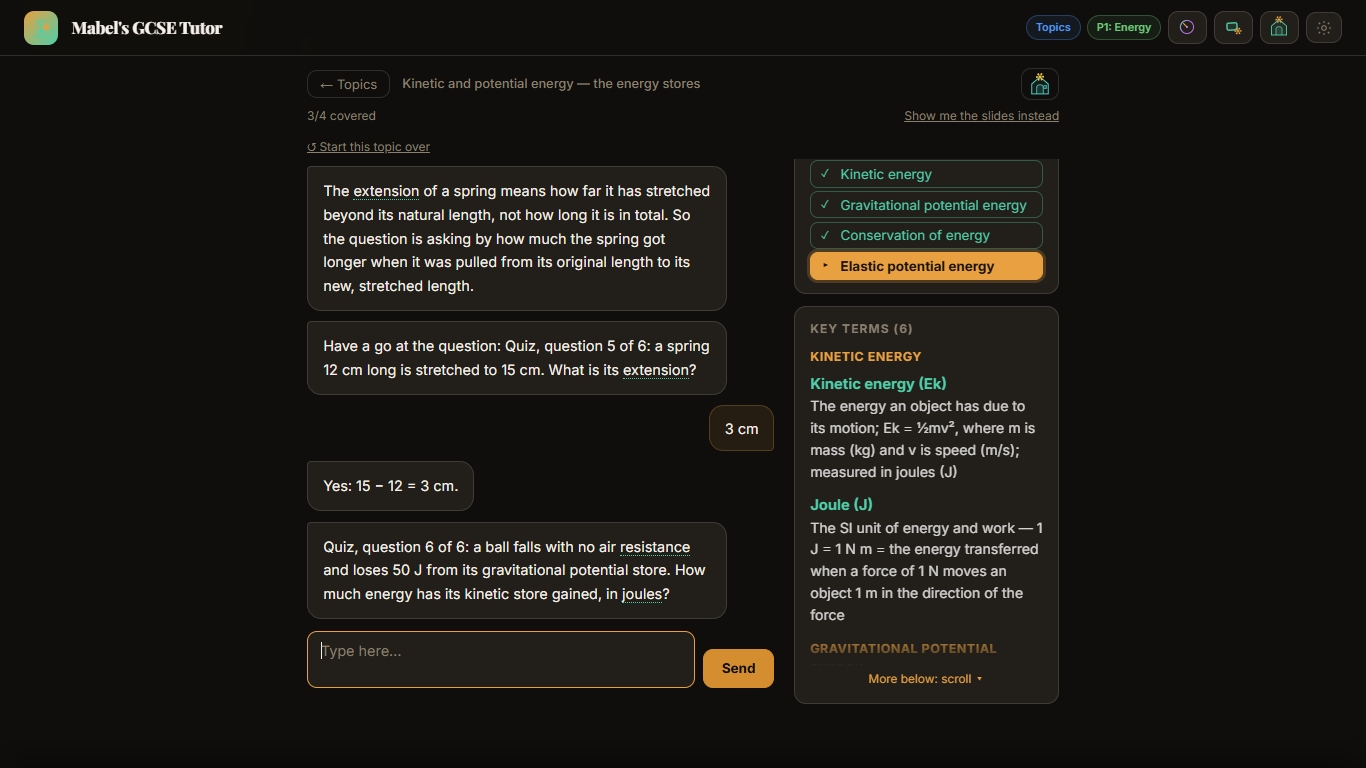 Mabel's GCSE Tutor
Topics
P1: Energy
← Topics
Kinetic and potential energy — the energy stores
3/4 covered
Show me the slides instead
↺ Start this topic over
The extension of a spring means how far it has stretched
beyond its natural length, not how long it is in total. So
the question is asking by how much the spring got
longer when it was pulled from its original length to its
new, stretched length.
Have a go at the question: Quiz, question 5 of 6: a spring
12 cm long is stretched to 15 cm. What is its extension?
3 cm
Yes: 15 − 12 = 3 cm.
Quiz, question 6 of 6: a ball falls with no air resistance
and loses 50 J from its gravitational potential store. How
much energy has its kinetic store gained, in joules?
Type here...
Send
✓ Kinetic energy
✓ Gravitational potential energy
✓ Conservation of energy
‣ Elastic potential energy
KEY TERMS (6)
KINETIC ENERGY
Kinetic energy (Ek)
The energy an object has due to
its motion; Ek = ½mv², where m is
mass (kg) and v is speed (m/s);
measured in joules (J)
Joule (J)
The SI unit of energy and work — 1
J = 1 N m = the energy transferred
when a force of 1 N moves an
object 1 m in the direction of the
force
GRAVITATIONAL POTENTIAL
More below: scroll ▾